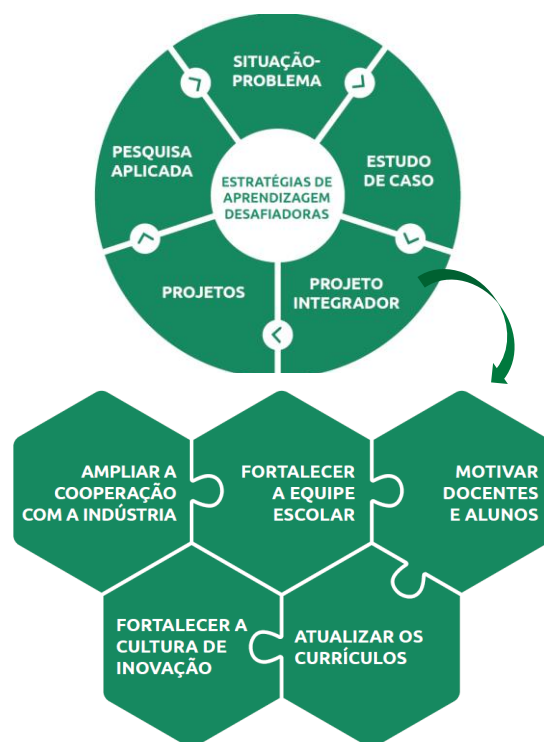 SITUAÇÃO-
PROBLEMA
PESQUISA
APLICADA
ESTUDO
DE CASO
ESTRATÉGIAS DE
APRENDIZAGEM
DESAFIADORAS
PROJETOS
PROJETO
INTEGRADOR
AMPLIAR A
COOPERAÇÃO
COM A INDÚSTRIA
FORTALECER
A EQUIPE
ESCOLAR
MOTIVAR
DOCENTES
E ALUNOS
FORTALECER A
CULTURA DE
INOVAÇÃO
ATUALIZAR OS
CURRÍCULOS